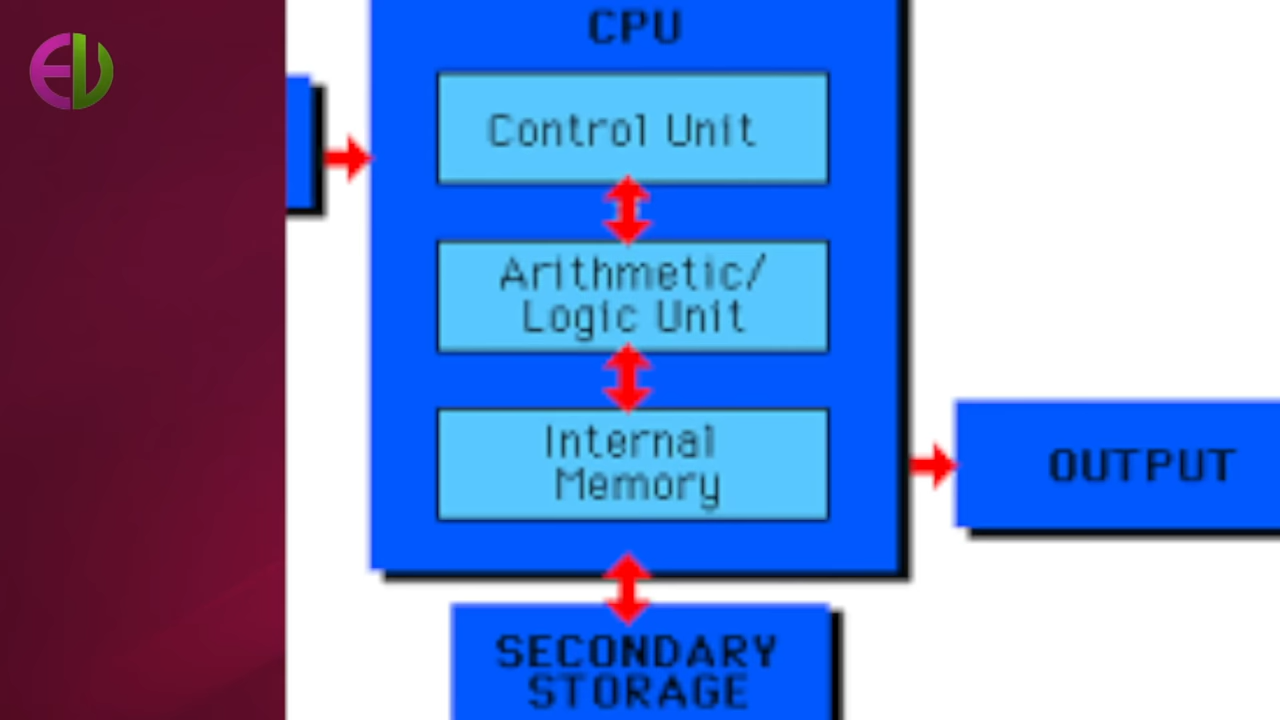 CPU
Control Unit
Arithmetic/
Logic Unit
Internal
Memory
OUTPUT
SECONDARY
STORAGE